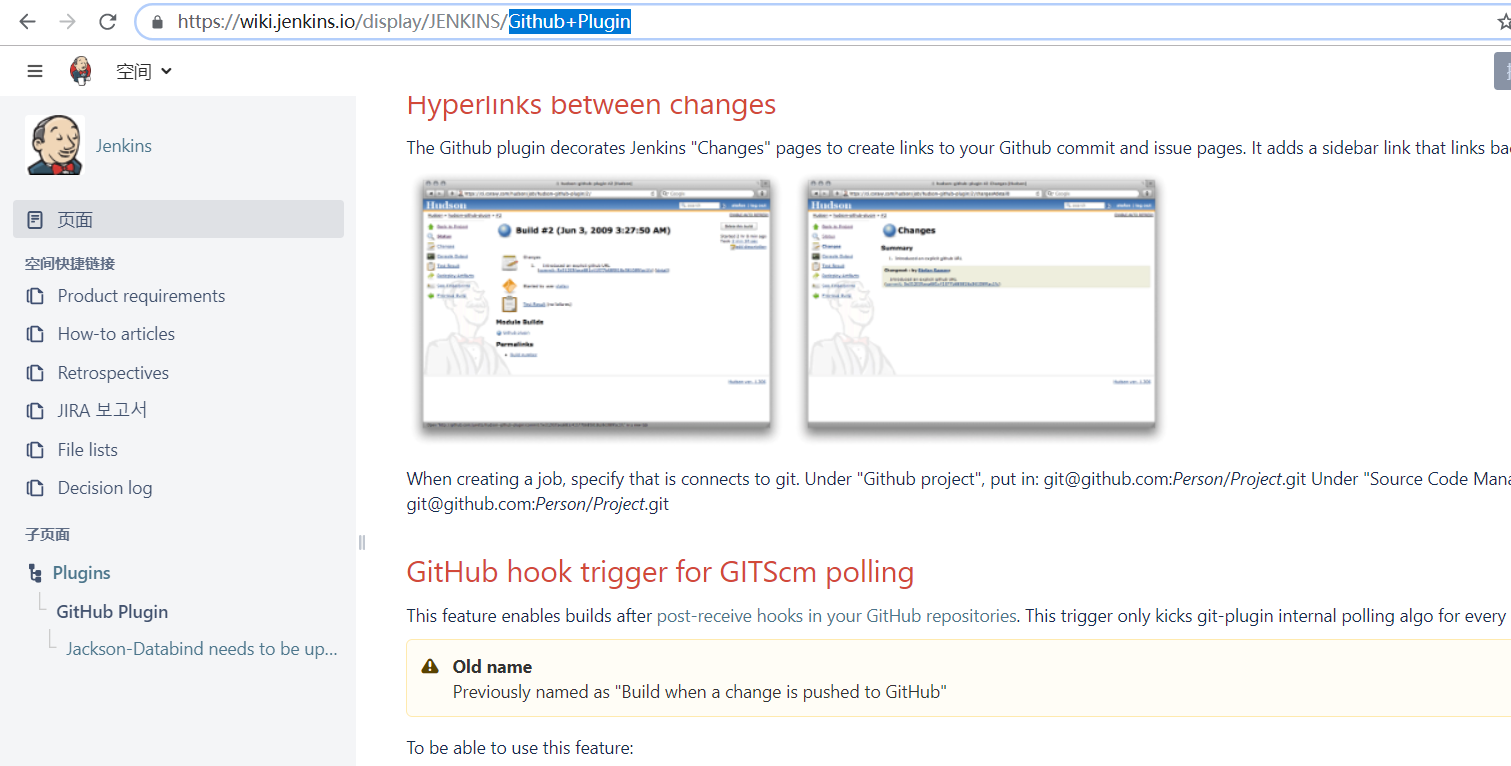 https://wiki.jenkins.io/display/JENKINS/Github+Plugin
空间
Jenkins
页面
空间快捷链接
Product requirements
How-to articles
Retrospectives
JIRA 보고서
File lists
Decision log
子页面
Plugins
GitHub Plugin
Jackson-Databind needs to be up...
Hyperlinks between changes
The Github plugin decorates Jenkins "Changes" pages to create links to your Github commit and issue pages. It adds a sidebar link that links
Hudson
Build #2 (Jun 3, 2009 3:27:50 AM)
Changes
Module Builds
Permalinks
Hudson
Changes
Summary
When creating a job, specify that is connects to git. Under "Github project", put in: git@github.com:Person/Project.git Under "Source Code
git@github.com:Person/Project.git
GitHub hook trigger for GITScm polling
This feature enables builds after post-receive hooks in your GitHub repositories. This trigger only kicks git-plugin internal polling algo for every
Old name
Previously named as "Build when a change is pushed to GitHub"
To be able to use this feature: